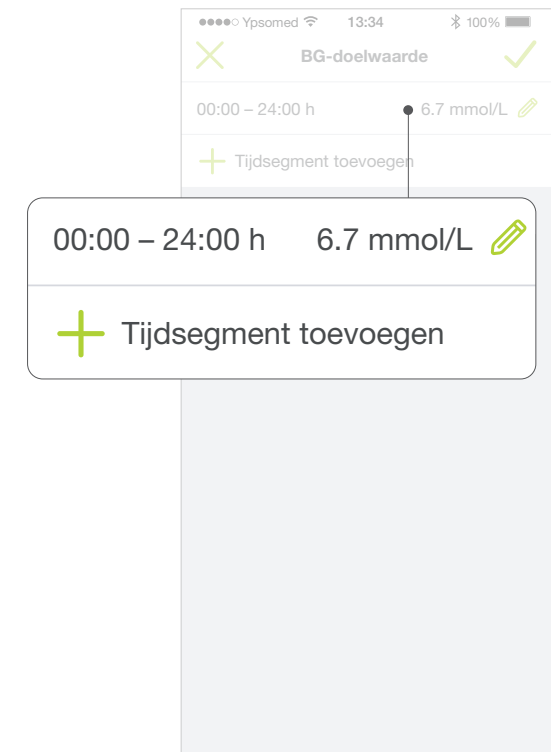 Ypsomed 13:34 100%
BG-doelwaarde
00:00 – 24:00 h 6.7 mmol/L
Tijdsegment toevoegen
00:00 – 24:00 h 6.7 mmol/L
Tijdsegment toevoegen